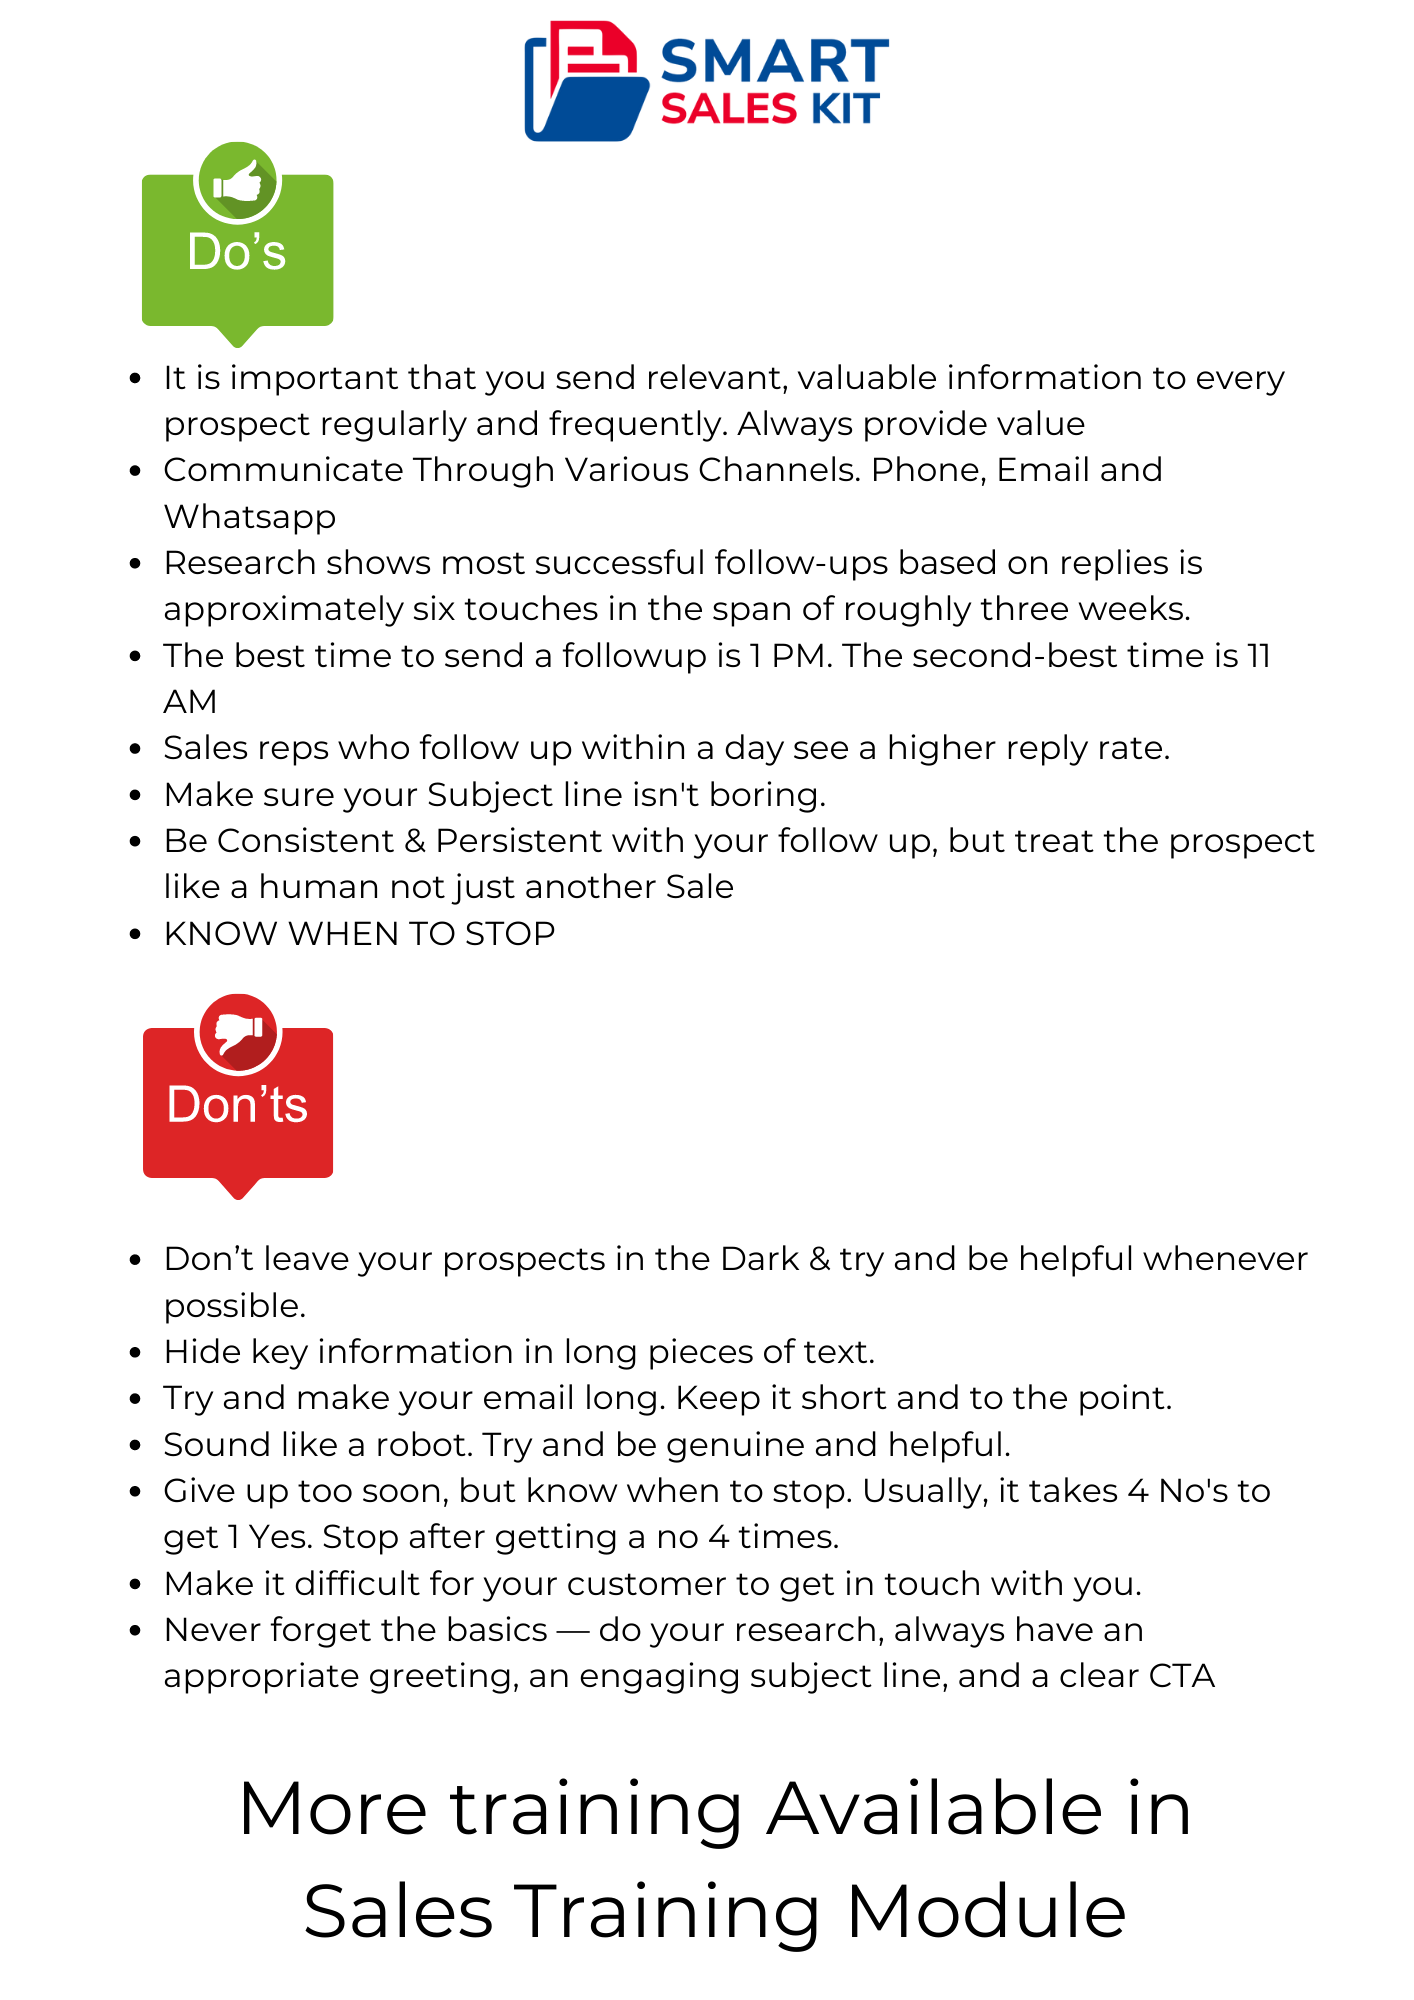 SMART
SALES KIT
Do’s
• It is important that you send relevant, valuable information to every
prospect regularly and frequently. Always provide value
• Communicate Through Various Channels. Phone, Email and
Whatsapp
• Research shows most successful follow-ups based on replies is
approximately six touches in the span of roughly three weeks.
• The best time to send a followup is 1 PM. The second-best time is 11
AM
• Sales reps who follow up within a day see a higher reply rate.
• Make sure your Subject line isn't boring.
• Be Consistent & Persistent with your follow up, but treat the prospect
like a human not just another Sale
• KNOW WHEN TO STOP
Don’ts
• Don’t leave your prospects in the Dark & try and be helpful whenever
possible.
• Hide key information in long pieces of text.
• Try and make your email long. Keep it short and to the point.
• Sound like a robot. Try and be genuine and helpful.
• Give up too soon, but know when to stop. Usually, it takes 4 No's to
get 1 Yes. Stop after getting a no 4 times.
• Make it difficult for your customer to get in touch with you.
• Never forget the basics — do your research, always have an
appropriate greeting, an engaging subject line, and a clear CTA
More training Available in
Sales Training Module